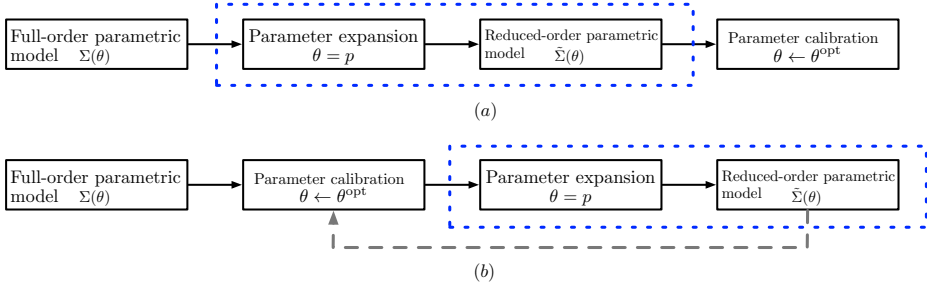 Full-order parametric
model Σ(θ)
Parameter expansion
θ = p
Reduced-order parametric
model Σ̃(θ)
Parameter calibration
θ ← θ^opt
(a)
Full-order parametric
model Σ(θ)
Parameter calibration
θ ← θ^opt
Parameter expansion
θ = p
Reduced-order parametric
model Σ̃(θ)
(b)